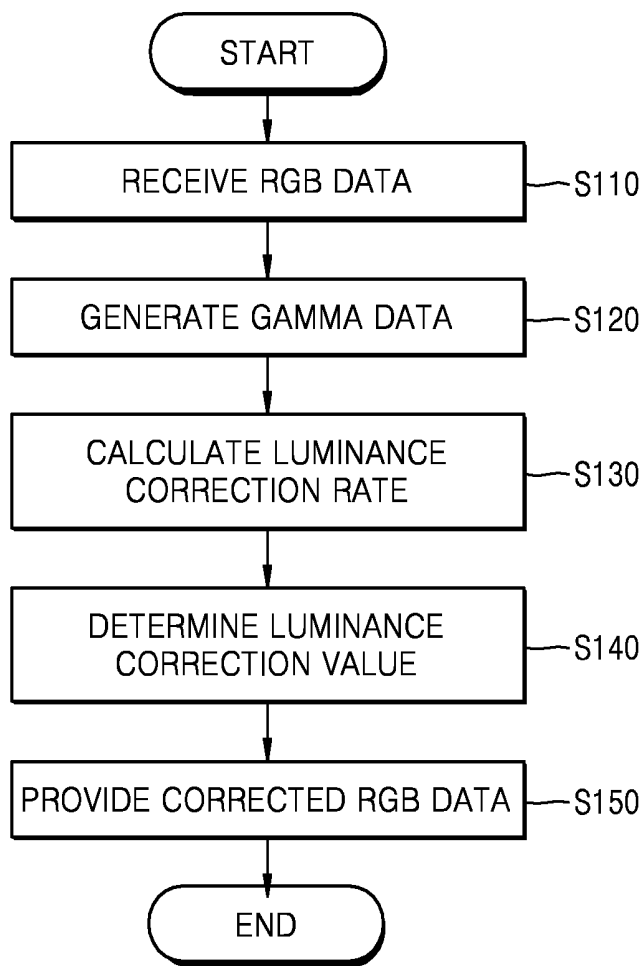 START
RECEIVE RGB DATA
S110
GENERATE GAMMA DATA
S120
CALCULATE LUMINANCE
CORRECTION RATE
S130
DETERMINE LUMINANCE
CORRECTION VALUE
S140
PROVIDE CORRECTED RGB DATA
S150
END